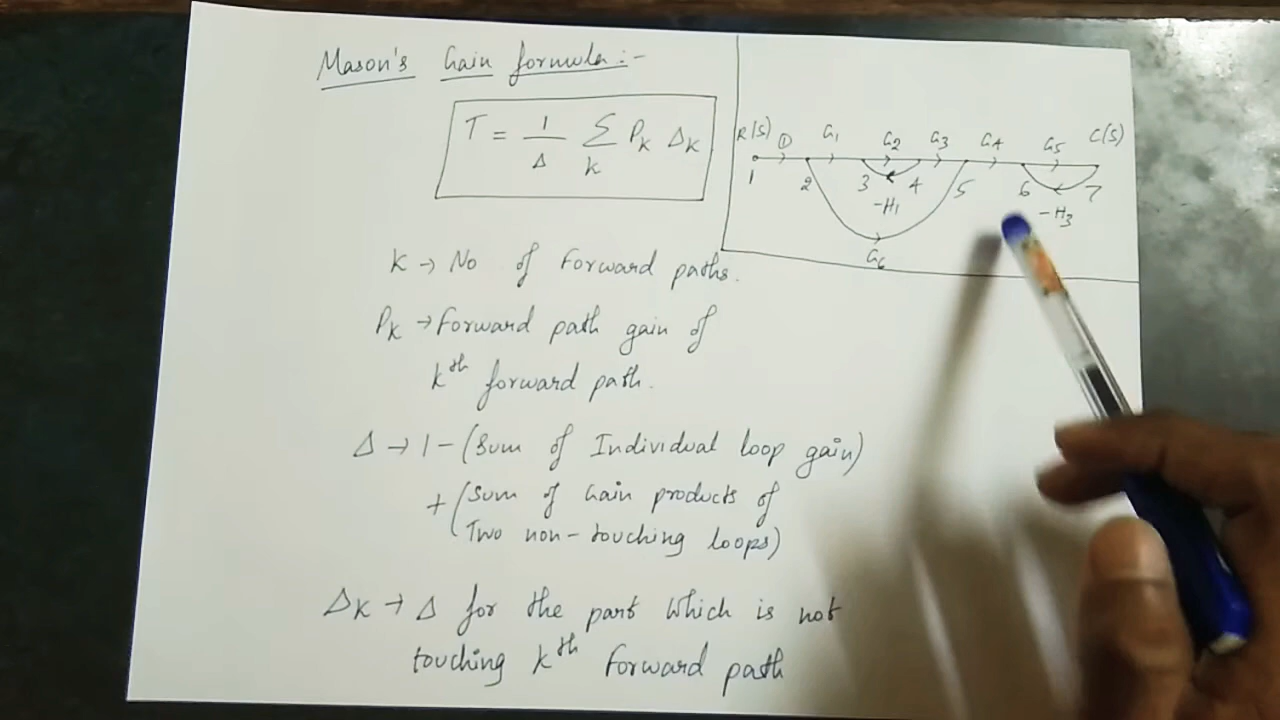 Mason's Gain formula:-
T = 1/Δ Σ_K P_K Δ_K
K → No of Forward paths.
P_K → Forward path gain of
Kth forward path.
Δ → 1 - (Sum of Individual loop gain)
+ (Sum of Gain products of
Two non-touching loops)
Δ_K → Δ for the part which is not
touching Kth Forward path
R(S) 1 G1 G2 G3 G4 G5 C(S)
1 2 3 4 5 6 7
-H1 -H3
G6